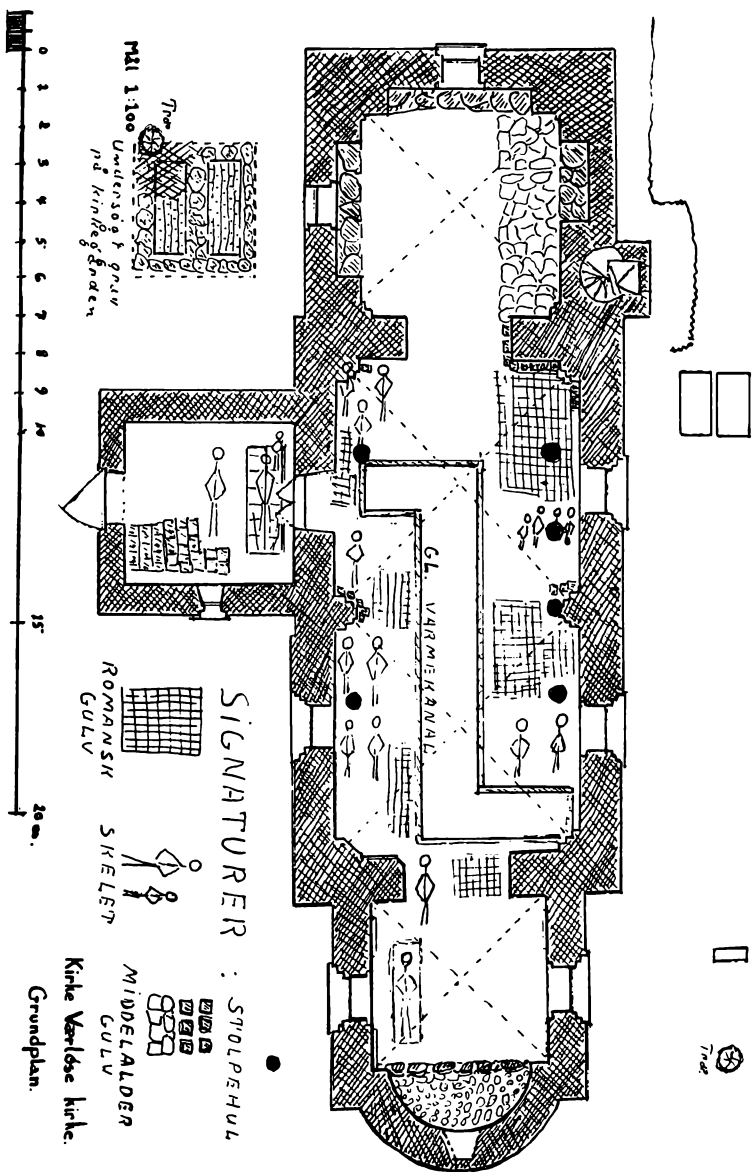 0 1 2 3 4 5 6 7 8 9 10 15 20 m.
Mål 1:100
Træ
Undersøgt grav
på kirkegården
GL. VARMEKANAL
Træ
SIGNATURER :
STOLPEHUL
ROMANSK
GULV
SKELET
MIDDELALDER
GULV
Kirke Værløse kirke.
Grundplan.